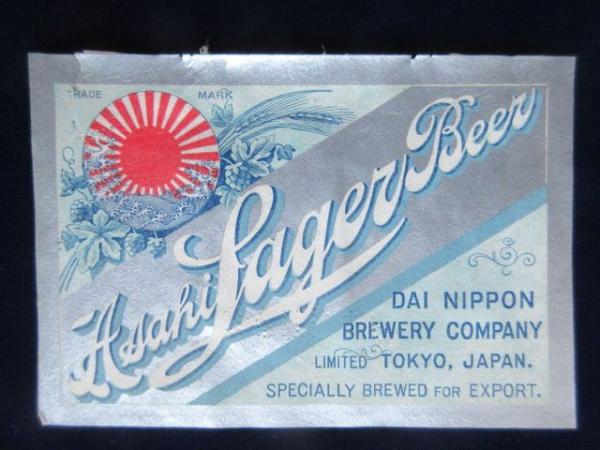 TRADE MARK
Asahi Lager Beer
DAI NIPPON
BREWERY COMPANY
LIMITED TOKYO, JAPAN.
SPECIALLY BREWED FOR EXPORT.